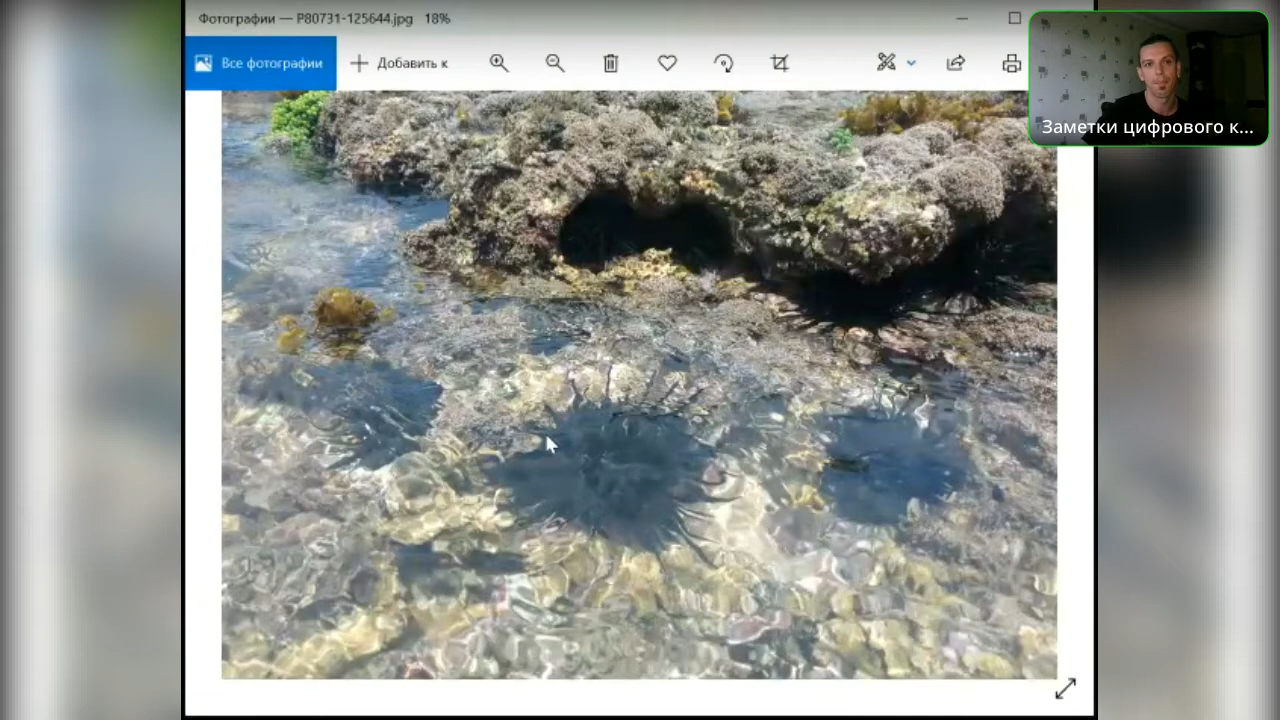 Фотографии — P80731-125644.jpg 18%
Все фотографии
Добавить к
Заметки цифрового к...